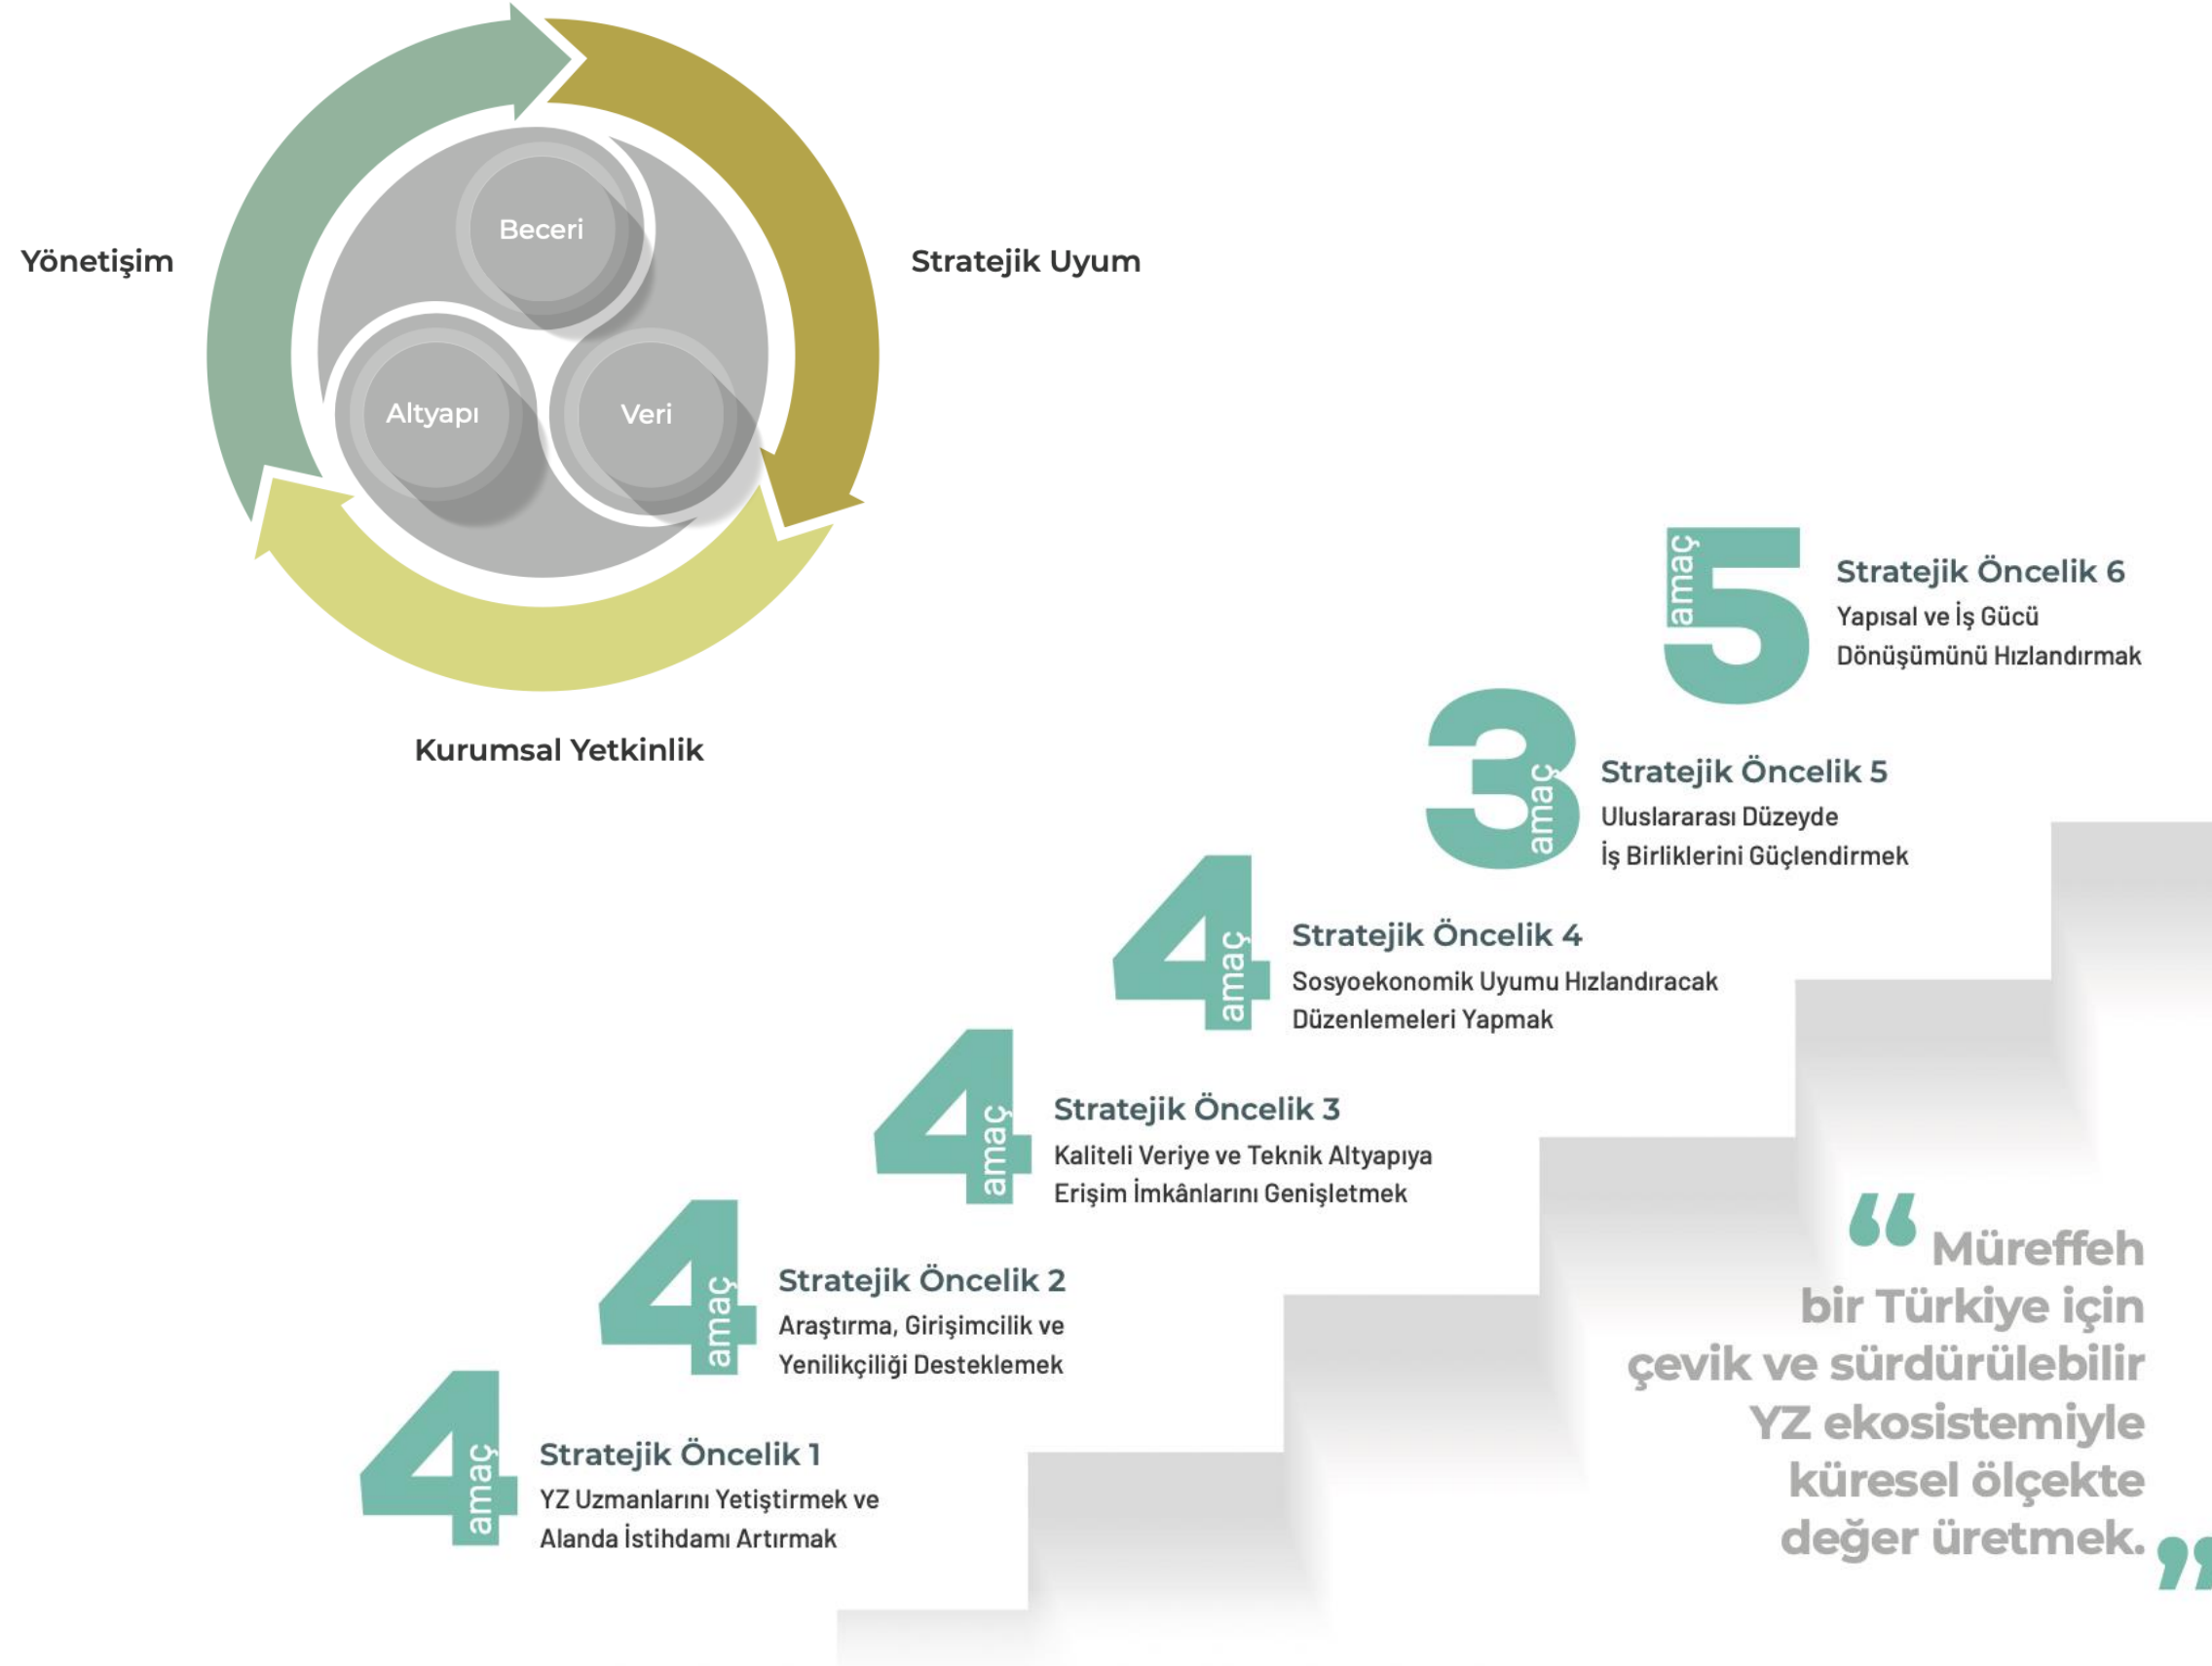 Beceri
Yönetişim
Stratejik Uyum
Altyapı
Veri
Kurumsal Yetkinlik
5 amaç
Stratejik Öncelik 6
Yapısal ve İş Gücü
Dönüşümünü Hızlandırmak
3 amaç
Stratejik Öncelik 5
Uluslararası Düzeyde
İş Birliklerini Güçlendirmek
4 amaç
Stratejik Öncelik 4
Sosyoekonomik Uyumu Hızlandıracak
Düzenlemeleri Yapmak
4 amaç
Stratejik Öncelik 3
Kaliteli Veriye ve Teknik Altyapıya
Erişim İmkânlarını Genişletmek
4 amaç
Stratejik Öncelik 2
Araştırma, Girişimcilik ve
Yenilikçiliği Desteklemek
4 amaç
Stratejik Öncelik 1
YZ Uzmanlarını Yetiştirmek ve
Alanda İstihdamı Artırmak
“ Müreffeh
bir Türkiye için
çevik ve sürdürülebilir
YZ ekosistemiyle
küresel ölçekte
değer üretmek. ”